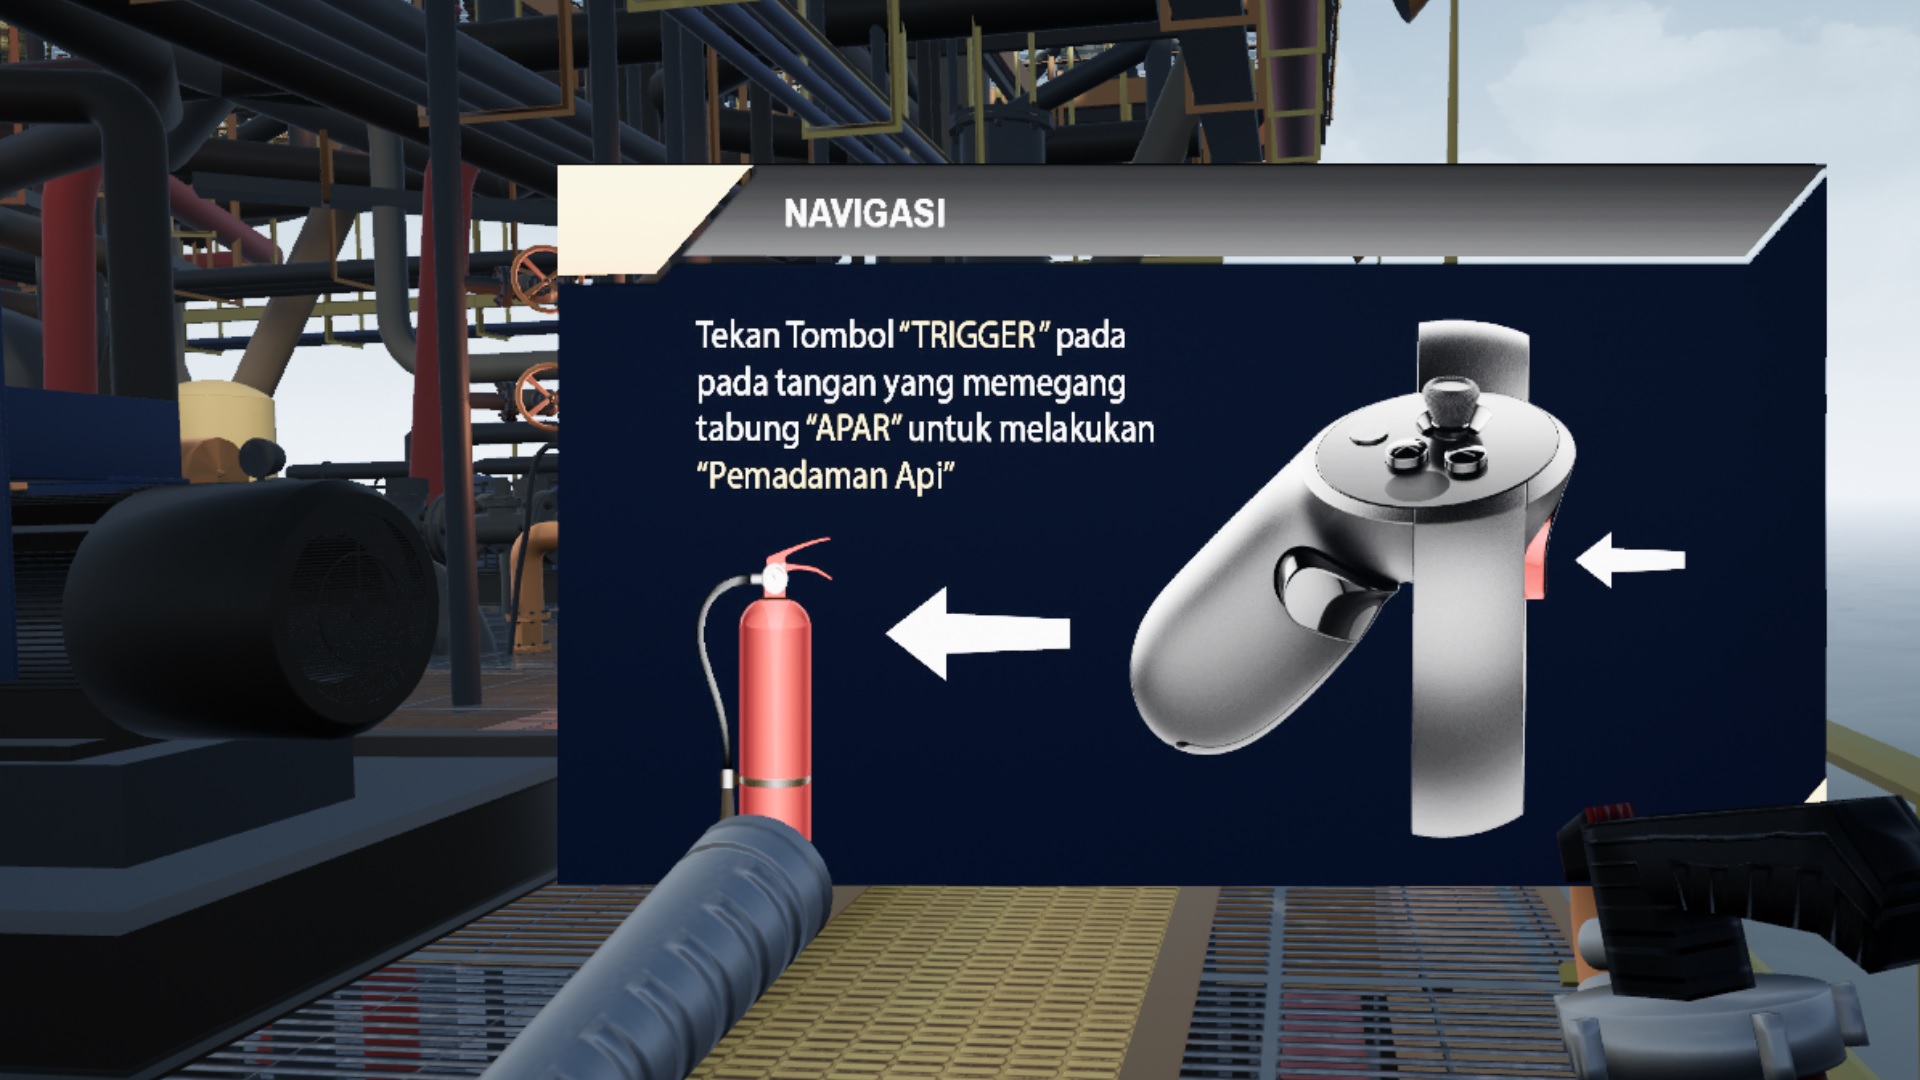 NAVIGASI
Tekan Tombol “TRIGGER” pada
pada tangan yang memegang
tabung “APAR” untuk melakukan
“Pemadaman Api”